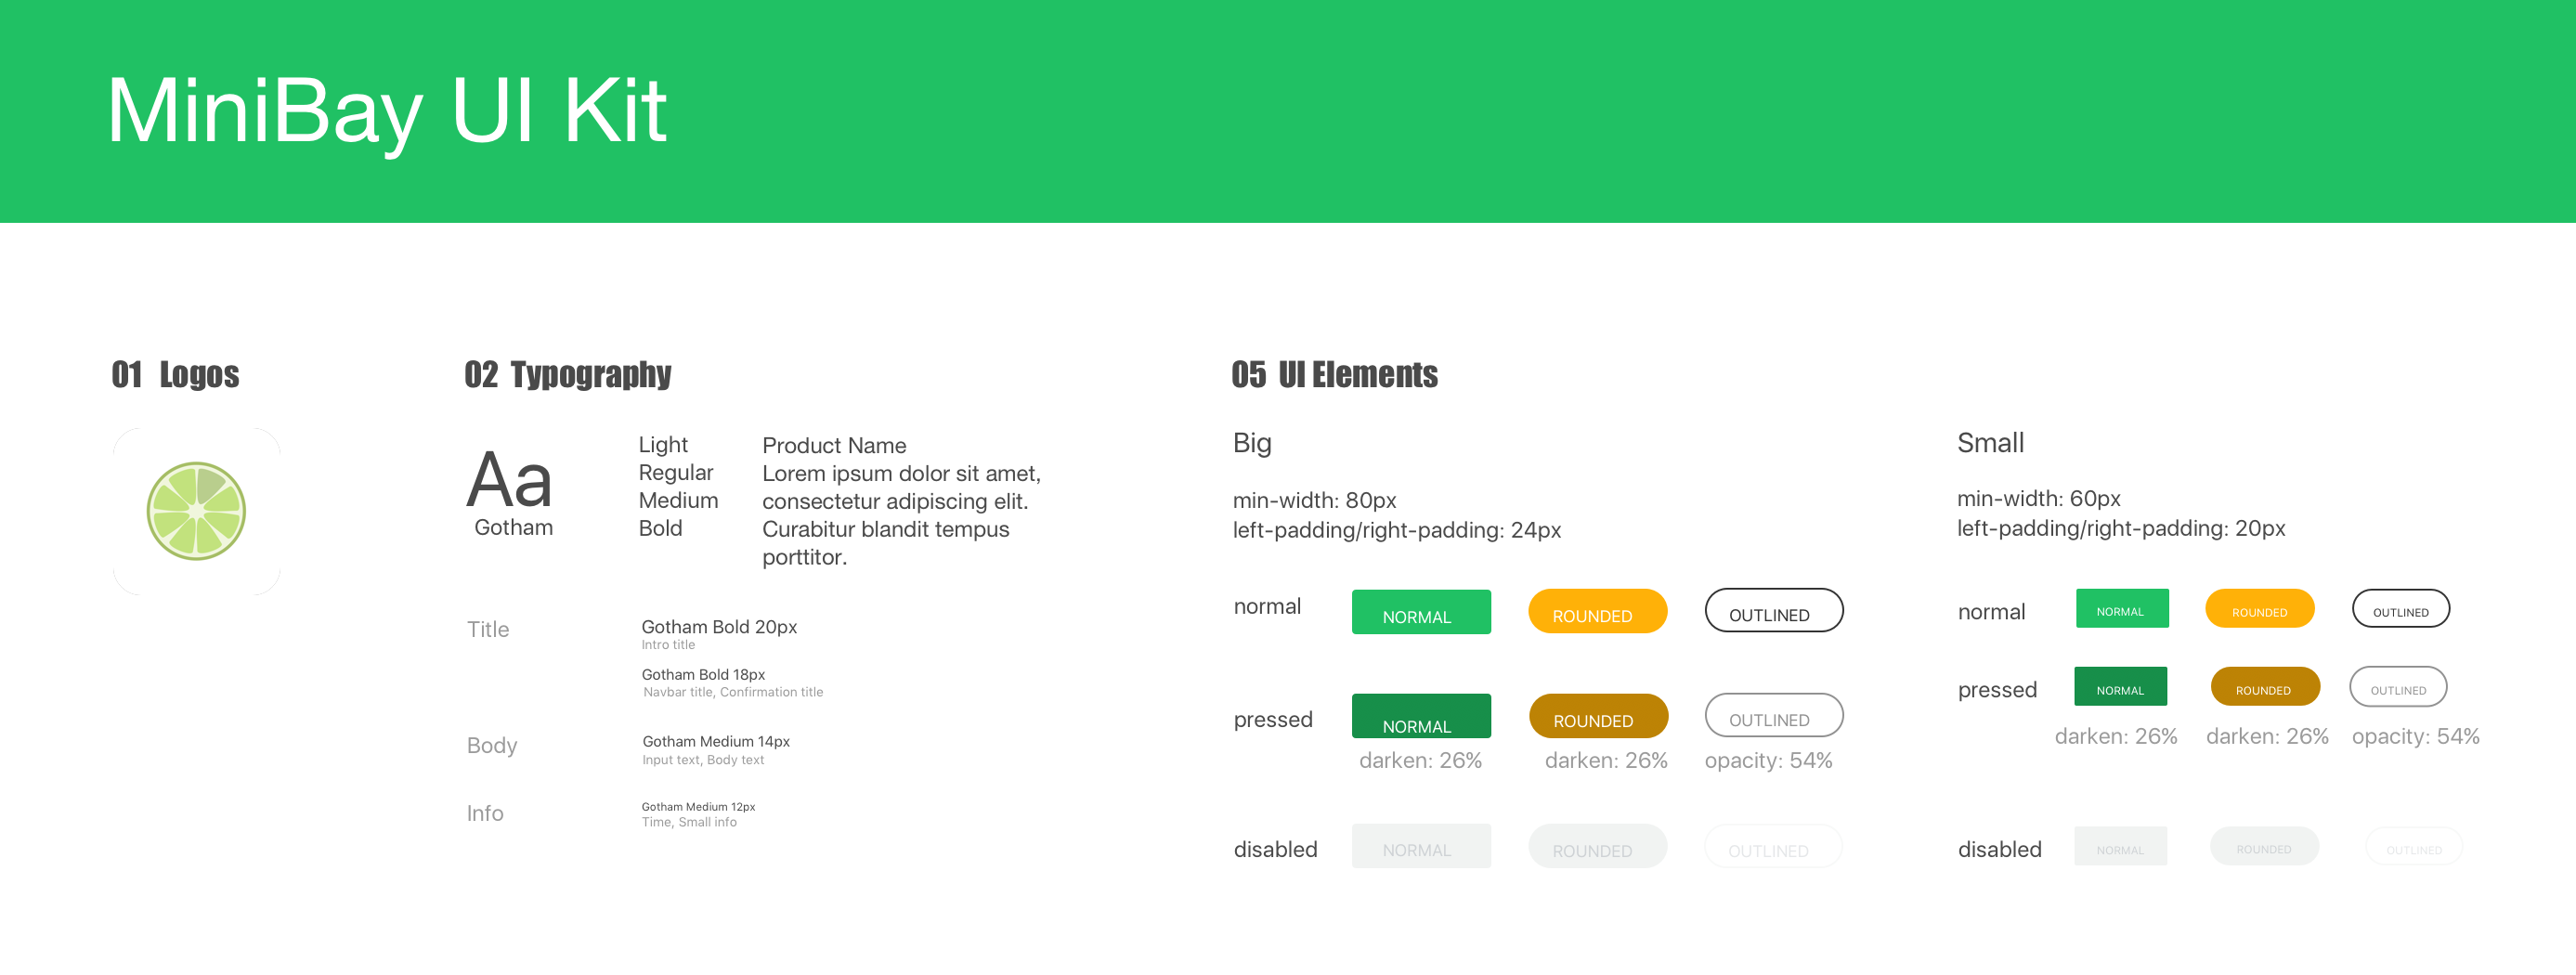 MiniBay UI Kit
01 Logos
02 Typography
Aa
Gotham
Light
Regular
Medium
Bold
Product Name
Lorem ipsum dolor sit amet,
consectetur adipiscing elit.
Curabitur blandit tempus
porttitor.
Title
Gotham Bold 20px
Intro title
Gotham Bold 18px
Navbar title, Confirmation title
Body
Gotham Medium 14px
Input text, Body text
Info
Gotham Medium 12px
Time, Small info
05 UI Elements
Big
min-width: 80px
left-padding/right-padding: 24px
normal NORMAL ROUNDED OUTLINED
pressed NORMAL ROUNDED OUTLINED
darken: 26% darken: 26% opacity: 54%
disabled NORMAL ROUNDED OUTLINED
Small
min-width: 60px
left-padding/right-padding: 20px
normal NORMAL ROUNDED OUTLINED
pressed NORMAL ROUNDED OUTLINED
darken: 26% darken: 26% opacity: 54%
disabled NORMAL ROUNDED OUTLINED